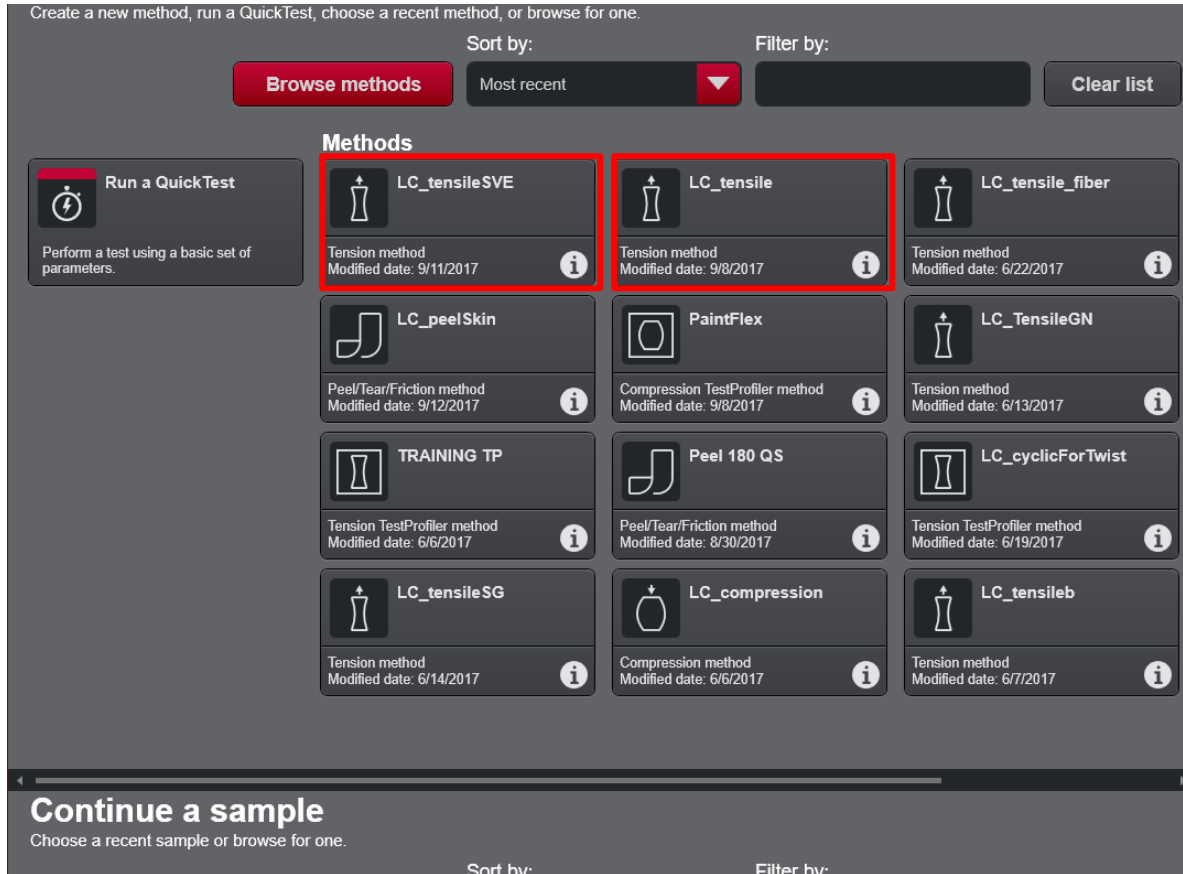 Create a new method, run a QuickTest, choose a recent method, or browse for one.
Sort by:
Filter by:
Browse methods
Most recent
Clear list
Methods
Run a QuickTest
Perform a test using a basic set of
parameters.
LC_tensileSVE
Tension method
Modified date: 9/11/2017
LC_tensile
Tension method
Modified date: 9/8/2017
LC_tensile_fiber
Tension method
Modified date: 6/22/2017
LC_peelSkin
Peel/Tear/Friction method
Modified date: 9/12/2017
PaintFlex
Compression TestProfiler method
Modified date: 9/8/2017
LC_TensileGN
Tension method
Modified date: 6/13/2017
TRAINING TP
Tension TestProfiler method
Modified date: 6/6/2017
Peel 180 QS
Peel/Tear/Friction method
Modified date: 8/30/2017
LC_cyclicForTwist
Tension TestProfiler method
Modified date: 6/19/2017
LC_tensileSG
Tension method
Modified date: 6/14/2017
LC_compression
Compression method
Modified date: 6/6/2017
LC_tensileb
Tension method
Modified date: 6/7/2017
Continue a sample
Choose a recent sample or browse for one.
Sort by:
Filter by: